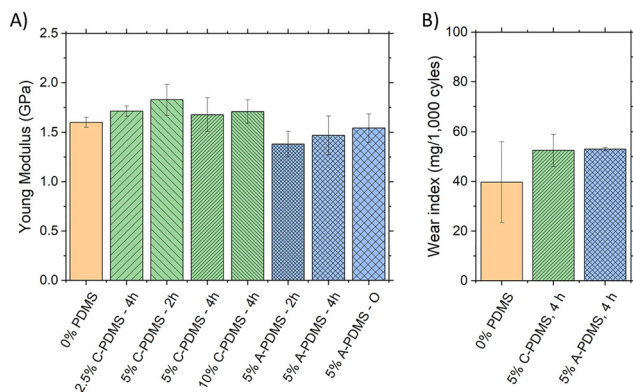 A)
Young Modulus (GPa)
2.5
2.0
1.5
1.0
0.5
0.0
0% PDMS
2.5% C-PDMS - 4h
5% C-PDMS - 2h
5% C-PDMS - 4h
10% C-PDMS - 4h
5% A-PDMS - 2h
5% A-PDMS - 4h
5% A-PDMS - O
B)
Wear index (mg/1,000 cyles)
100
80
60
40
20
0
0% PDMS
5% C-PDMS, 4 h
5% A-PDMS, 4 h